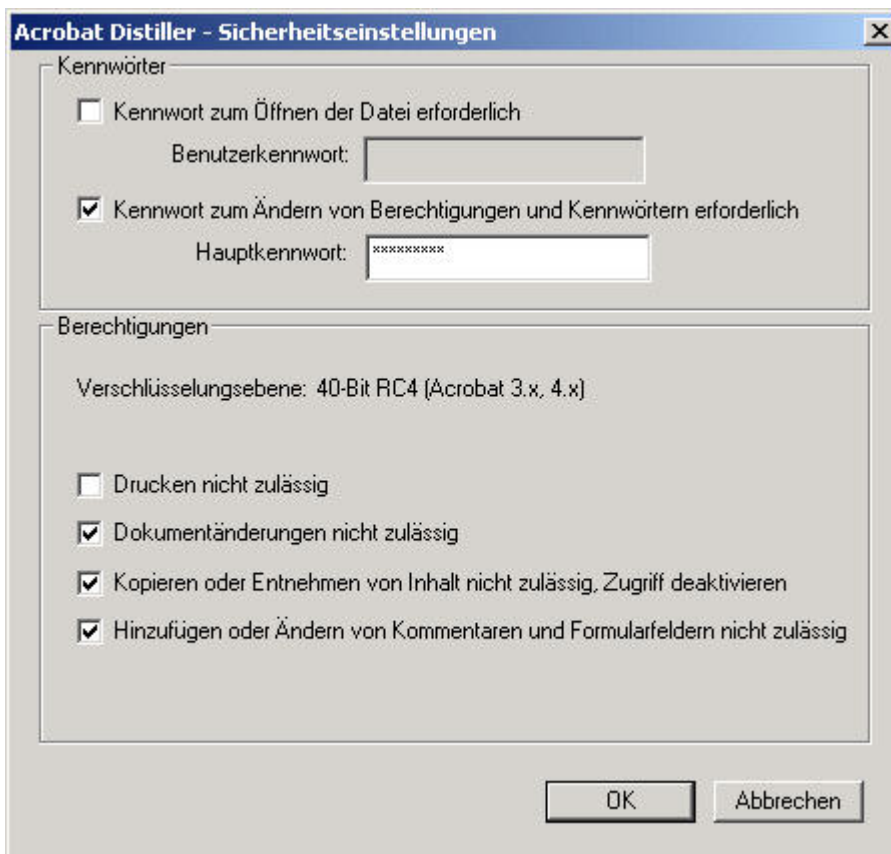 Acrobat Distiller - Sicherheitseinstellungen
Kennwörter
Kennwort zum Öffnen der Datei erforderlich
Benutzerkennwort:
Kennwort zum Ändern von Berechtigungen und Kennwörtern erforderlich
Hauptkennwort: *********
Berechtigungen
Verschlüsselungsebene: 40-Bit RC4 (Acrobat 3.x, 4.x)
Drucken nicht zulässig
Dokumentänderungen nicht zulässig
Kopieren oder Entnehmen von Inhalt nicht zulässig, Zugriff deaktivieren
Hinzufügen oder Ändern von Kommentaren und Formularfeldern nicht zulässig
OK Abbrechen